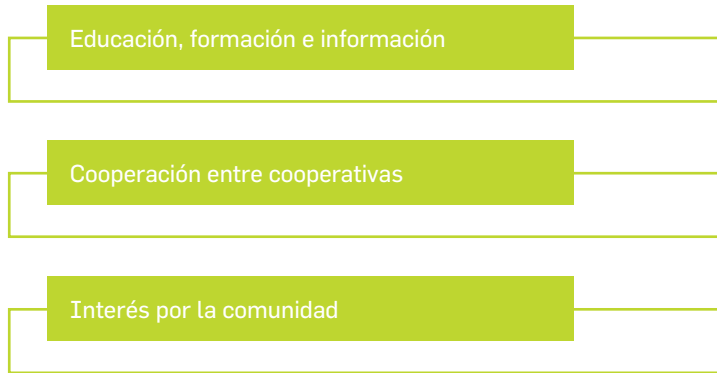 Educación, formación e información
Cooperación entre cooperativas
Interés por la comunidad